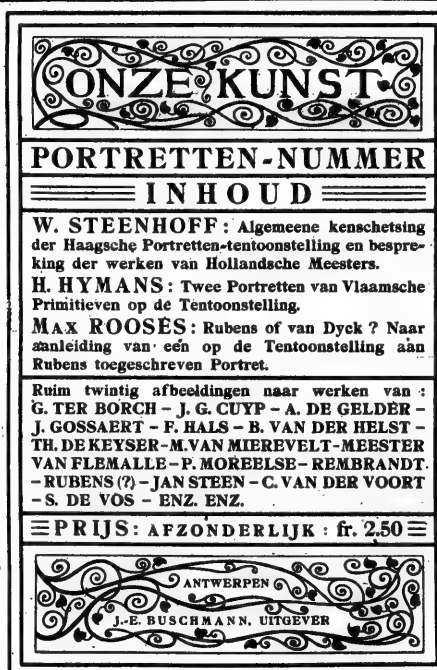 ONZE KUNST
PORTRETTEN-NUMMER
INHOUD
W. STEENHOFF : Algemeene kenschetsing
der Haagsche Portretten-tentoonstelling en bespre-
king der werken van Hollandsche Meesters.
H. HYMANS : Twee Portretten van Vlaamsche
Primitieven op de Tentoonstelling.
MAX ROOSES : Rubens of van Dyck ? Naar
aanleiding van een op de Tentoonstelling aan
Rubens toegeschreven Portret.
Ruim twintig afbeeldingen naar werken van :
G. TER BORCH – J. G. CUYP – A. DE GELDER –
J. GOSSAERT – F. HALS – B. VAN DER HELST –
TH. DE KEYSER – M. VAN MIEREVELT – MEESTER
VAN FLEMALLE – P. MOREELSE – REMBRANDT
– RUBENS (?) – JAN STEEN – C. VAN DER VOORT
– S. DE VOS – ENZ. ENZ.
PRIJS : AFZONDERLIJK : fr. 2.50
ANTWERPEN
J.-E. BUSCHMANN, UITGEVER